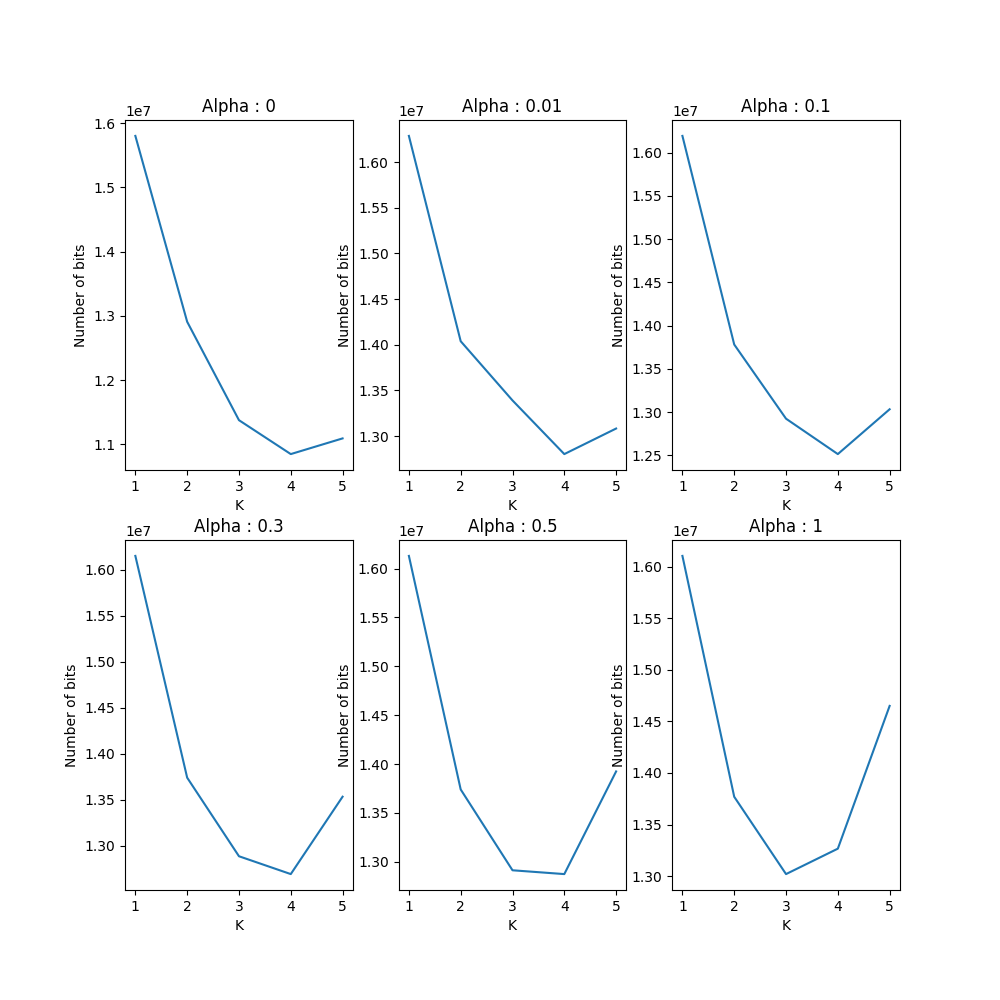 Alpha : 0
1e7
1.6
1.5
1.4
1.3
1.2
1.1
Number of bits
1 2 3 4 5
K
Alpha : 0.01
1e7
1.60
1.55
1.50
1.45
1.40
1.35
1.30
Number of bits
1 2 3 4 5
K
Alpha : 0.1
1e7
1.60
1.55
1.50
1.45
1.40
1.35
1.30
1.25
Number of bits
1 2 3 4 5
K
Alpha : 0.3
1e7
1.60
1.55
1.50
1.45
1.40
1.35
1.30
Number of bits
1 2 3 4 5
K
Alpha : 0.5
1e7
1.60
1.55
1.50
1.45
1.40
1.35
1.30
Number of bits
1 2 3 4 5
K
Alpha : 1
1e7
1.60
1.55
1.50
1.45
1.40
1.35
1.30
Number of bits
1 2 3 4 5
K